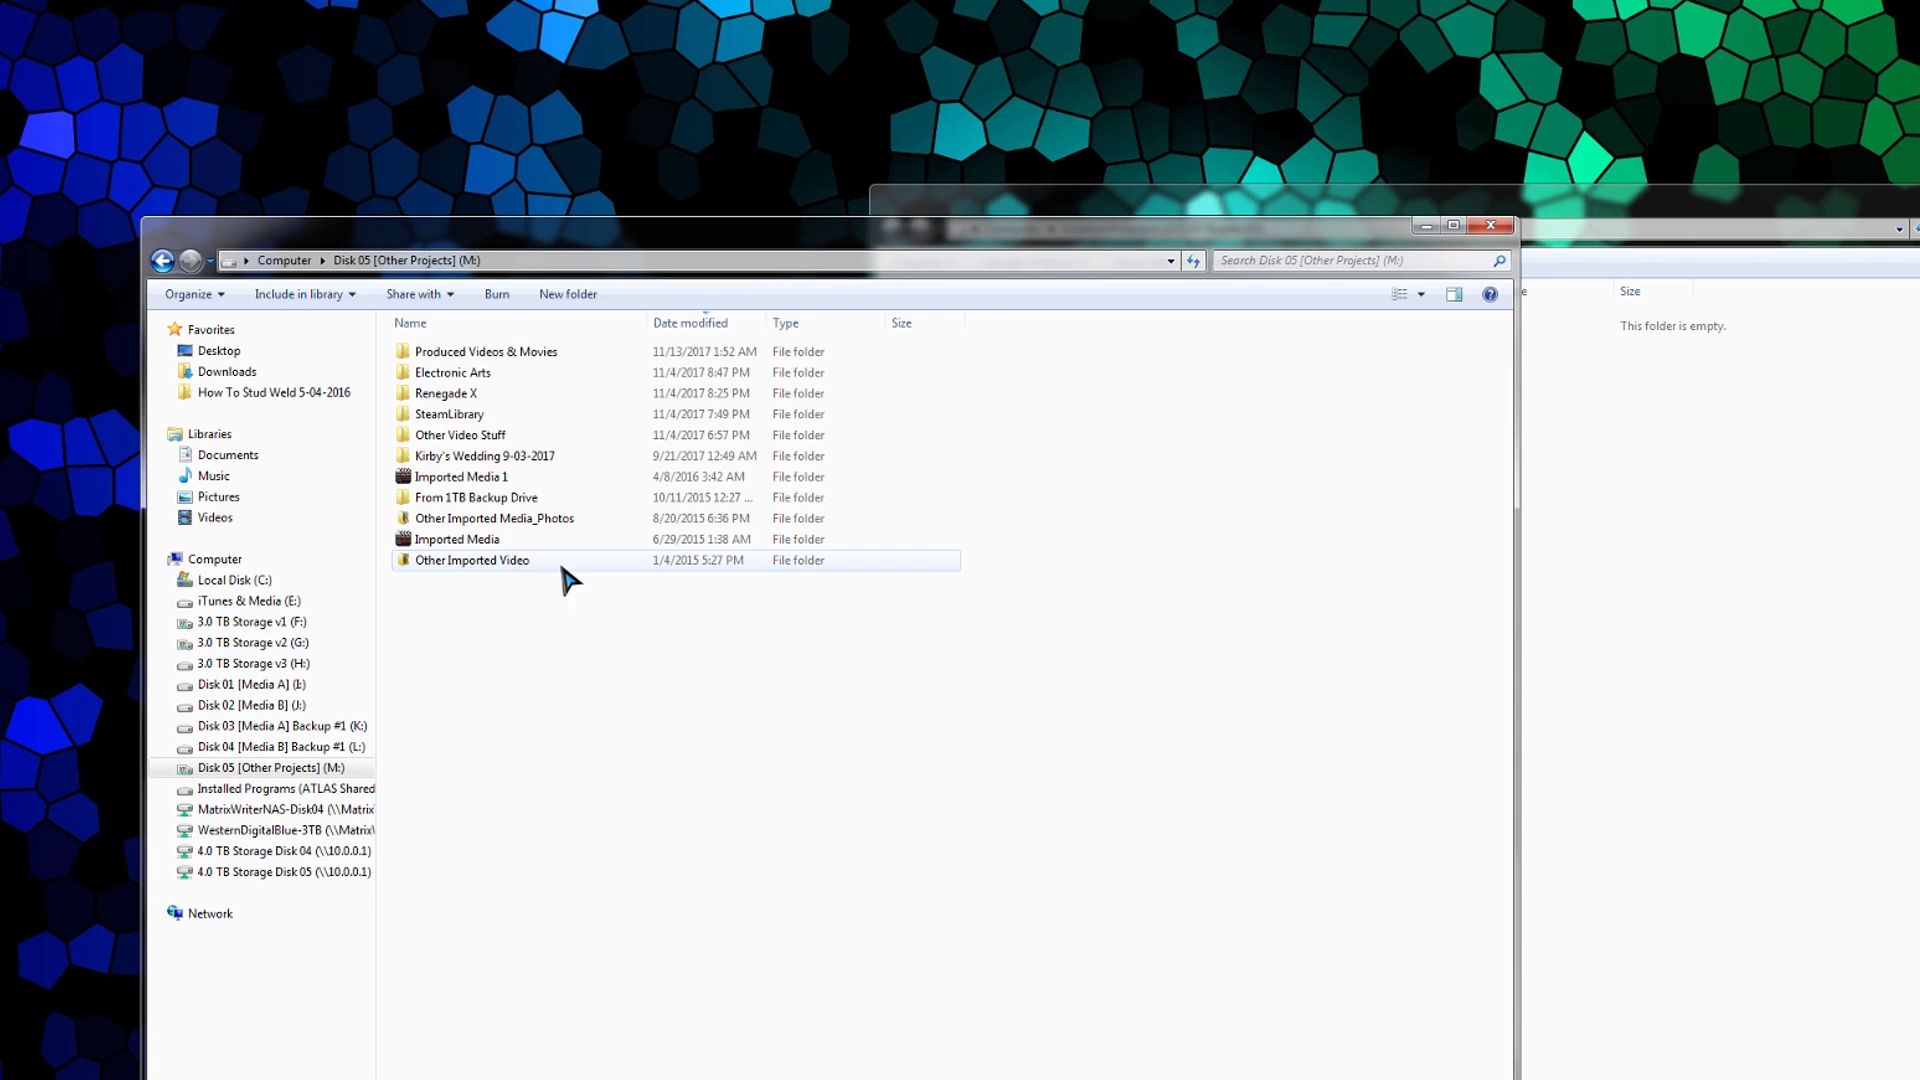 Computer Disk 05 [Other Projects] (M:) Search Disk 05 [Other Projects] (M:)
Organize Include in library Share with Burn New folder
Name Date modified Type Size
Produced Videos & Movies 11/13/2017 1:52 AM File folder
Electronic Arts 11/4/2017 8:47 PM File folder
Renegade X 11/4/2017 8:25 PM File folder
SteamLibrary 11/4/2017 7:49 PM File folder
Other Video Stuff 11/4/2017 6:57 PM File folder
Kirby's Wedding 9-03-2017 9/21/2017 12:49 AM File folder
Imported Media 1 4/8/2016 3:42 AM File folder
From 1TB Backup Drive 10/11/2015 12:27 ... File folder
Other Imported Media_Photos 8/20/2015 6:36 PM File folder
Imported Media 6/29/2015 1:38 AM File folder
Other Imported Video 1/4/2015 5:27 PM File folder
Favorites
Desktop
Downloads
How To Stud Weld 5-04-2016
Libraries
Documents
Music
Pictures
Videos
Computer
Local Disk (C:)
iTunes & Media (E:)
3.0 TB Storage v1 (F:)
3.0 TB Storage v2 (G:)
3.0 TB Storage v3 (H:)
Disk 01 [Media A] (I:)
Disk 02 [Media B] (J:)
Disk 03 [Media A] Backup #1 (K:)
Disk 04 [Media B] Backup #1 (L:)
Disk 05 [Other Projects] (M:)
Installed Programs (ATLAS Shared
MatrixWriterNAS-Disk04 (\\Matrix
WesternDigitalBlue-3TB (\\Matrix\
4.0 TB Storage Disk 04 (\\10.0.0.1)
4.0 TB Storage Disk 05 (\\10.0.0.1)
Network
e Size
This folder is empty.